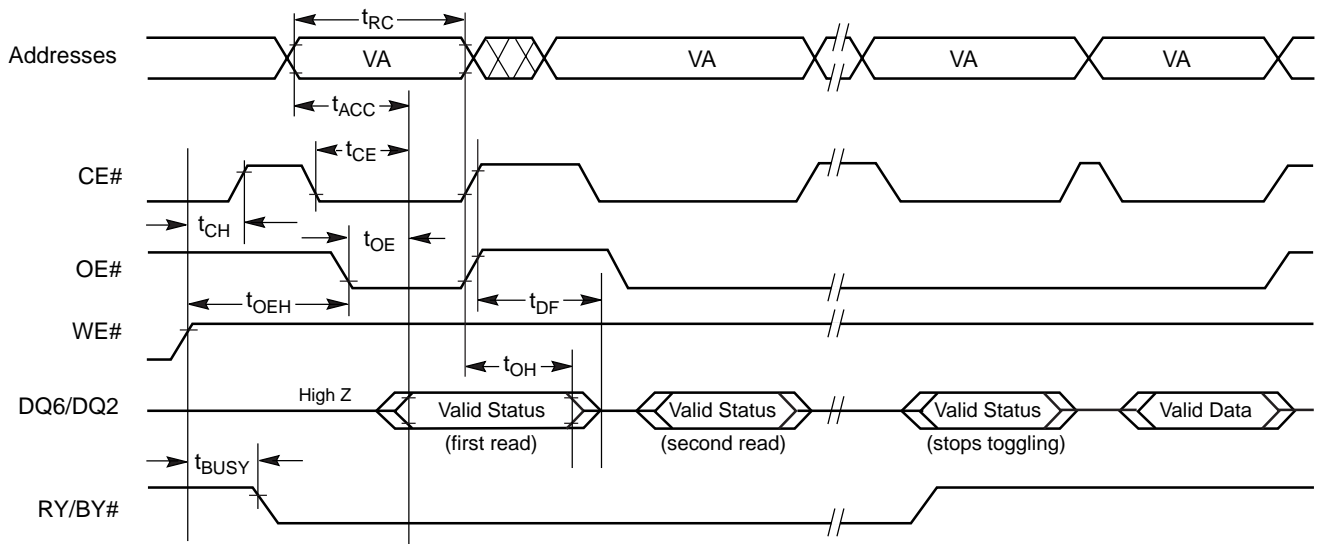 tRC
Addresses VA VA VA VA
tACC
tCE
CE#
tCH tOE
OE#
tOEH tDF
WE#
tOH
DQ6/DQ2 High Z Valid Status Valid Status Valid Status Valid Data
(first read) (second read) (stops toggling)
tBUSY
RY/BY#